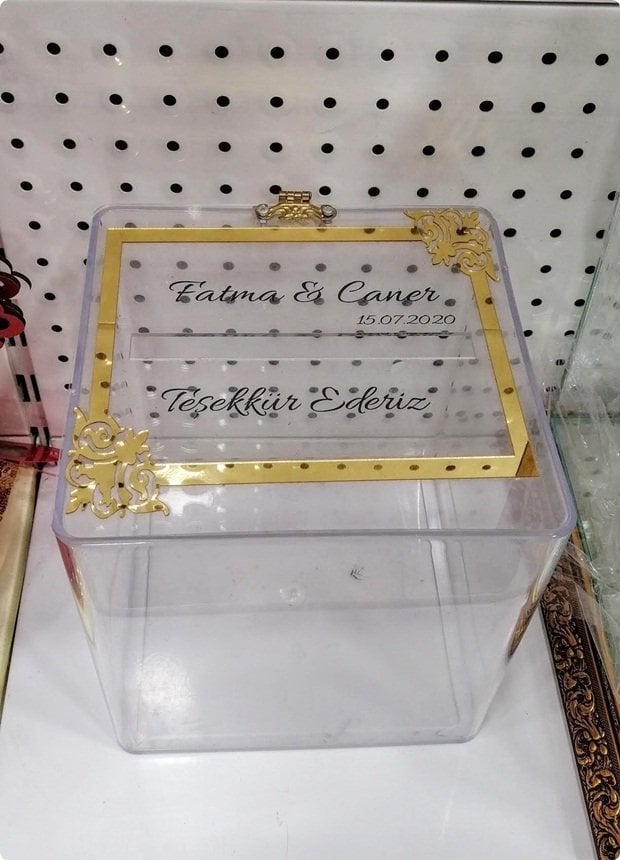 Fatma & Caner
15.07.2020
Teşekkür Ederiz